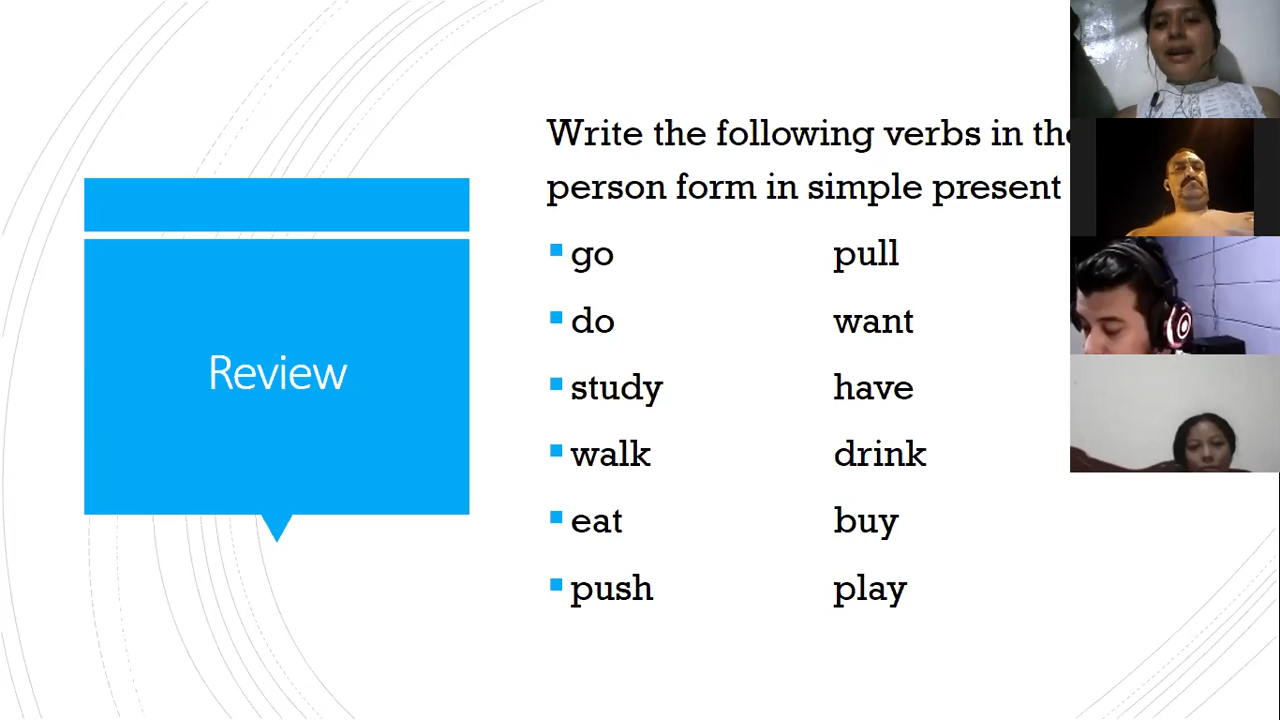 Review
Write the following verbs in the
person form in simple present
go pull
do want
study have
walk drink
eat buy
push play